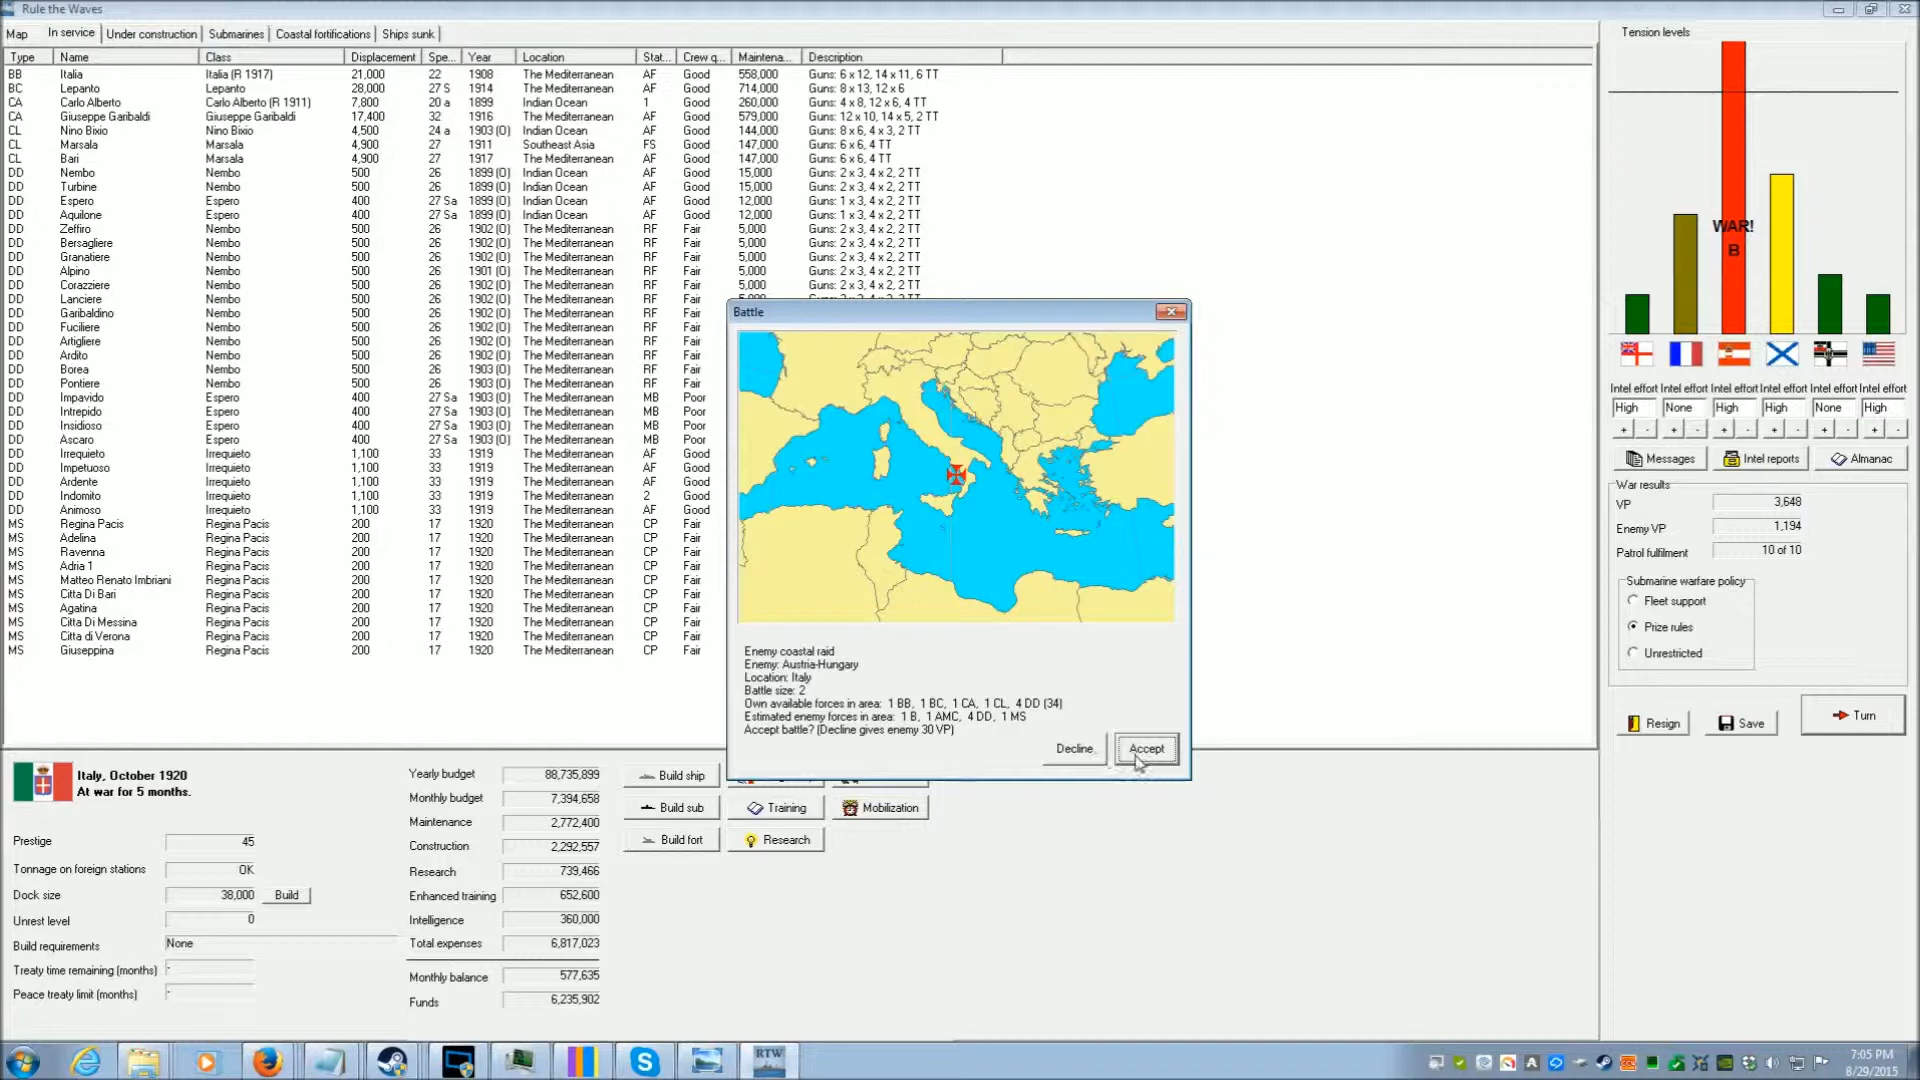 Rule the Waves
Map In service Under construction Submarines Coastal fortifications Ships sunk
Type Name Class Displacement Spe... Year Location Stat... Crew q... Maintena... Description
BB Italia Italia (R 1917) 21,000 22 1908 The Mediterranean AF Good 558,000 Guns: 6 x 12, 14 x 11, 6 TT
BC Lepanto Lepanto 28,000 27 S 1914 The Mediterranean AF Good 714,000 Guns: 8 x 13, 12 x 6
CA Carlo Alberto Carlo Alberto (R 1911) 7,800 20 a 1899 Indian Ocean 1 Good 260,000 Guns: 4 x 8, 12 x 6, 4 TT
CA Giuseppe Garibaldi Giuseppe Garibaldi 17,400 32 1916 The Mediterranean AF Good 579,000 Guns: 12 x 10, 14 x 5, 2 TT
CL Nino Bixio Nino Bixio 4,500 24 a 1903 (O) Indian Ocean AF Good 144,000 Guns: 8 x 6, 4 x 3, 2 TT
CL Marsala Marsala 4,900 27 1911 Southeast Asia FS Good 147,000 Guns: 6 x 6, 4 TT
CL Bari Marsala 4,900 27 1917 The Mediterranean AF Good 147,000 Guns: 6 x 6, 4 TT
DD Nembo Nembo 500 26 1899 (O) Indian Ocean AF Good 15,000 Guns: 2 x 3, 4 x 2, 2 TT
DD Turbine Nembo 500 26 1899 (O) Indian Ocean AF Good 15,000 Guns: 2 x 3, 4 x 2, 2 TT
DD Espero Espero 400 27 Sa 1899 (O) Indian Ocean AF Good 12,000 Guns: 1 x 3, 4 x 2, 2 TT
DD Aquilone Espero 400 27 Sa 1899 (O) Indian Ocean AF Good 12,000 Guns: 1 x 3, 4 x 2, 2 TT
DD Zeffiro Nembo 500 26 1902 (O) The Mediterranean RF Fair 5,000 Guns: 2 x 3, 4 x 2, 2 TT
DD Bersagliere Nembo 500 26 1902 (O) The Mediterranean RF Fair 5,000 Guns: 2 x 3, 4 x 2, 2 TT
DD Granatiere Nembo 500 26 1902 (O) The Mediterranean RF Fair 5,000 Guns: 2 x 3, 4 x 2, 2 TT
DD Alpino Nembo 500 26 1901 (O) The Mediterranean RF Fair 5,000 Guns: 2 x 3, 4 x 2, 2 TT
DD Corazziere Nembo 500 26 1902 (O) The Mediterranean RF Fair 5,000 Guns: 2 x 3, 4 x 2, 2 TT
DD Lanciere Nembo 500 26 1902 (O) The Mediterranean RF Fair
DD Garibaldino Nembo 500 26 1902 (O) The Mediterranean RF Fair
DD Fuciliere Nembo 500 26 1902 (O) The Mediterranean RF Fair
DD Artigliere Nembo 500 26 1902 (O) The Mediterranean RF Fair
DD Ardito Nembo 500 26 1902 (O) The Mediterranean RF Fair
DD Borea Nembo 500 26 1903 (O) The Mediterranean RF Fair
DD Pontiere Nembo 500 26 1903 (O) The Mediterranean RF Fair
DD Impavido Espero 400 27 Sa 1903 (O) The Mediterranean MB Poor
DD Intrepido Espero 400 27 Sa 1903 (O) The Mediterranean MB Poor
DD Insidioso Espero 400 27 Sa 1903 (O) The Mediterranean MB Poor
DD Ascaro Espero 400 27 Sa 1903 (O) The Mediterranean MB Poor
DD Irrequieto Irrequieto 1,100 33 1919 The Mediterranean AF Good
DD Impetuoso Irrequieto 1,100 33 1919 The Mediterranean AF Good
DD Ardente Irrequieto 1,100 33 1919 The Mediterranean AF Good
DD Indomito Irrequieto 1,100 33 1919 The Mediterranean 2 Good
DD Animoso Irrequieto 1,100 33 1919 The Mediterranean AF Good
MS Regina Pacis Regina Pacis 200 17 1920 The Mediterranean CP Fair
MS Adelina Regina Pacis 200 17 1920 The Mediterranean CP Fair
MS Ravenna Regina Pacis 200 17 1920 The Mediterranean CP Fair
MS Adria 1 Regina Pacis 200 17 1920 The Mediterranean CP Fair
MS Matteo Renato Imbriani Regina Pacis 200 17 1920 The Mediterranean CP Fair
MS Citta Di Bari Regina Pacis 200 17 1920 The Mediterranean CP Fair
MS Agatina Regina Pacis 200 17 1920 The Mediterranean CP Fair
MS Citta Di Messina Regina Pacis 200 17 1920 The Mediterranean CP Fair
MS Citta di Verona Regina Pacis 200 17 1920 The Mediterranean CP Fair
MS Giuseppina Regina Pacis 200 17 1920 The Mediterranean CP Fair
Battle
Enemy coastal raid
Enemy: Austria-Hungary
Location: Italy
Battle size: 2
Own available forces in area: 1 BB, 1 BC, 1 CA, 1 CL, 4 DD (34)
Estimated enemy forces in area: 1 B, 1 AMC, 4 DD, 1 MS
Accept battle? (Decline gives enemy 30 VP)
Decline Accept
Tension levels
WAR!
B
Intel effort Intel effort Intel effort Intel effort Intel effort Intel effort
High None High High None High
+ - + - + - + - + - + -
Messages Intel reports Almanac
War results
VP 3,648
Enemy VP 1,194
Patrol fulfilment 10 of 10
Submarine warfare policy
Fleet support
Prize rules
Unrestricted
Resign Save Turn
Italy, October 1920
At war for 5 months.
Prestige 45
Tonnage on foreign stations OK
Dock size 38,000 Build
Unrest level 0
Build requirements None
Treaty time remaining (months) -
Peace treaty limit (months) -
Yearly budget 88,735,899
Monthly budget 7,394,658
Maintenance 2,772,400
Construction 2,292,557
Research 739,466
Enhanced training 652,600
Intelligence 360,000
Total expenses 6,817,023
Monthly balance 577,635
Funds 6,235,902
Build ship
Build sub Training Mobilization
Build fort Research
RTW
A
7:05 PM
8/29/2015